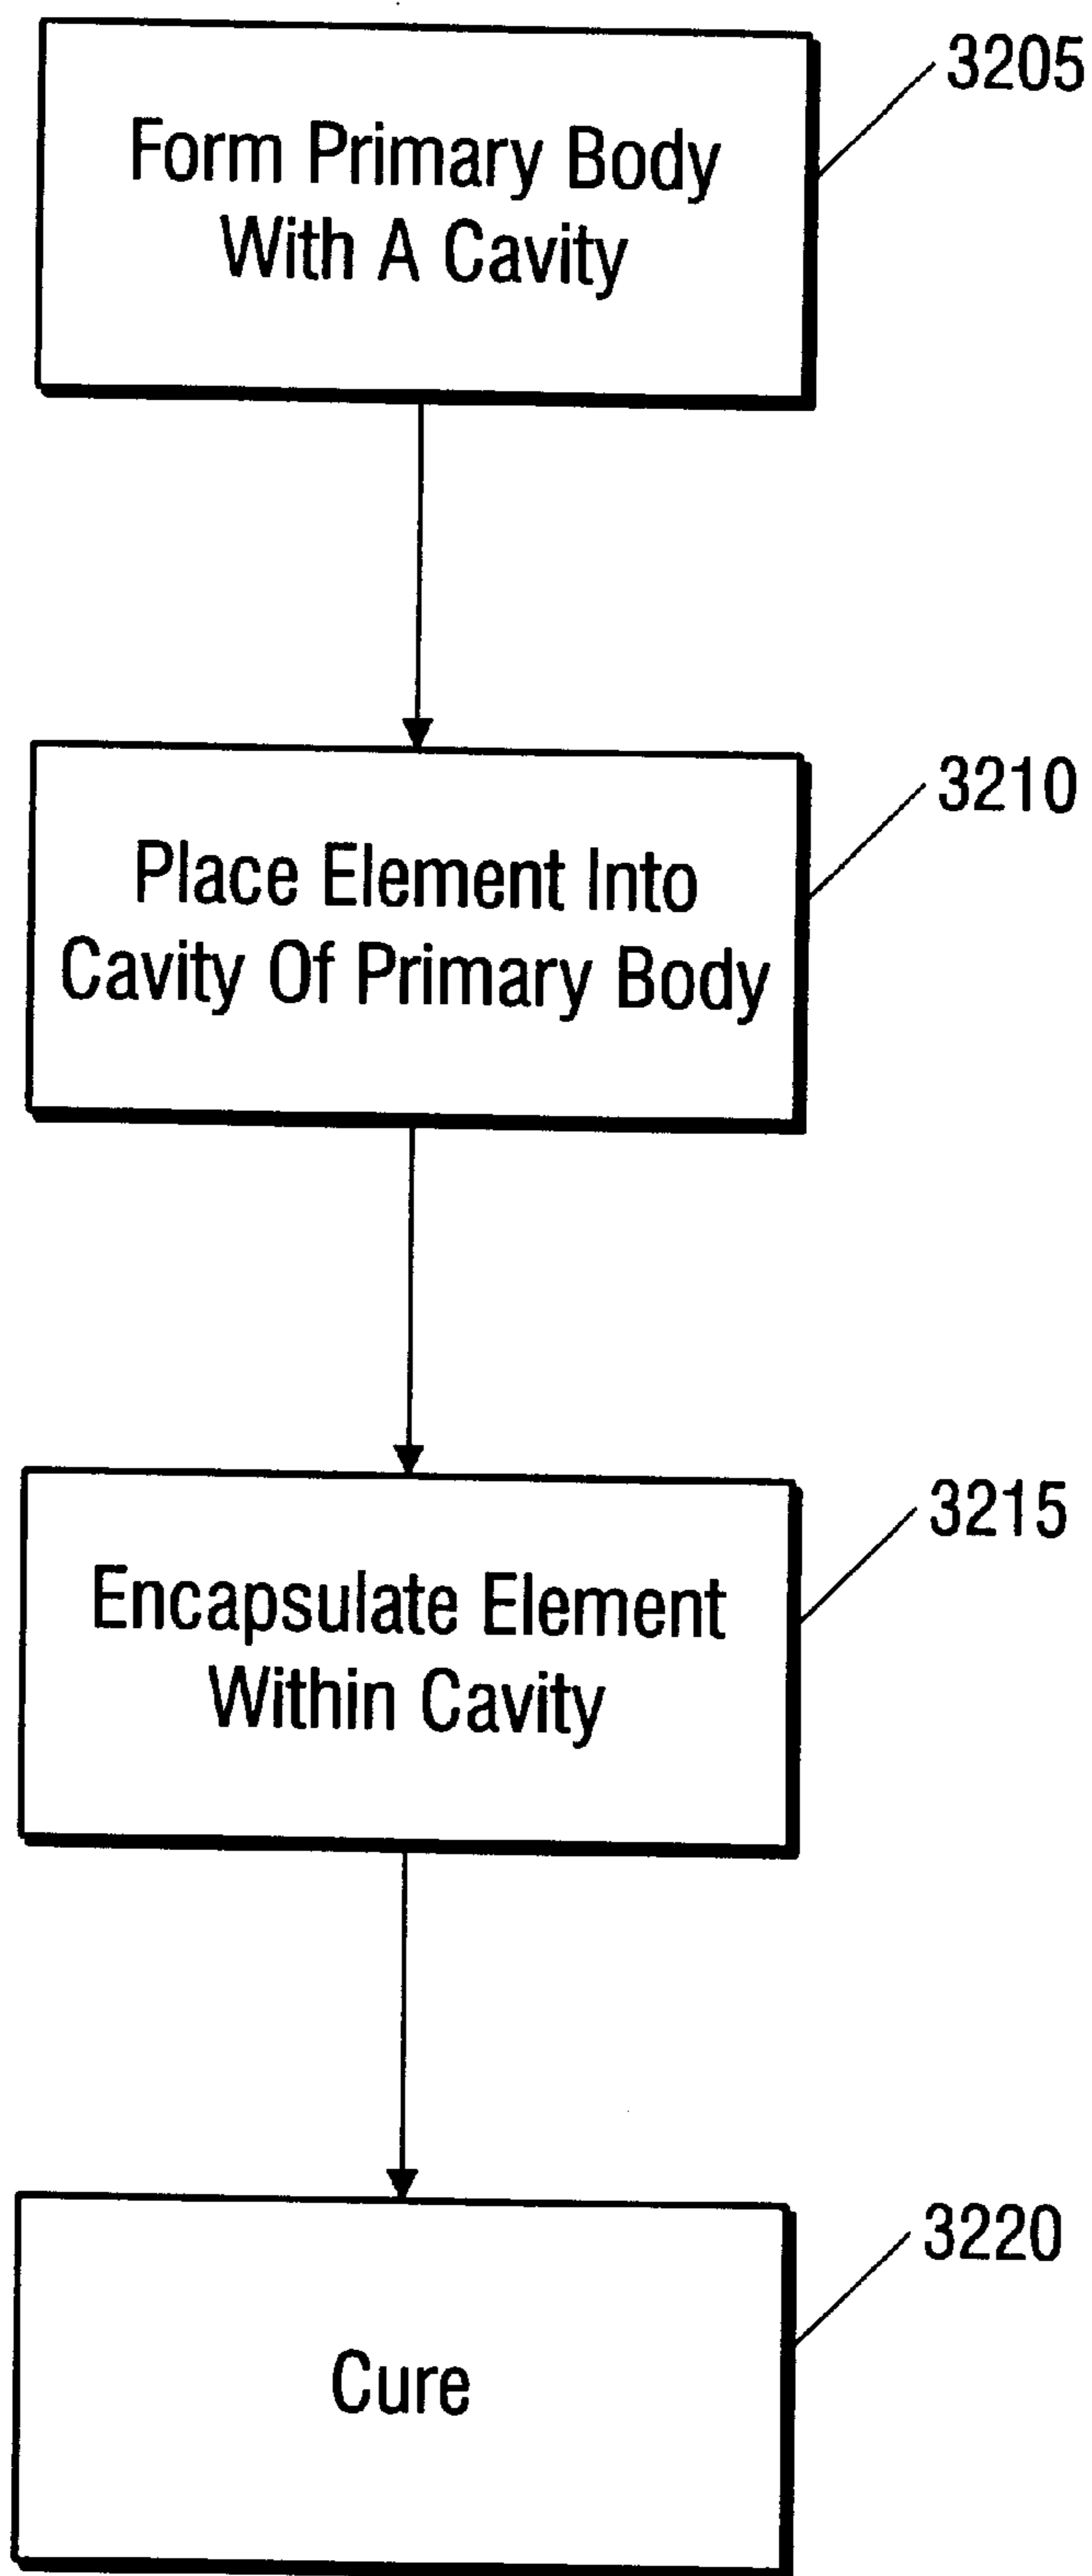 3205
Form Primary Body
With A Cavity
3210
Place Element Into
Cavity Of Primary Body
3215
Encapsulate Element
Within Cavity
3220
Cure